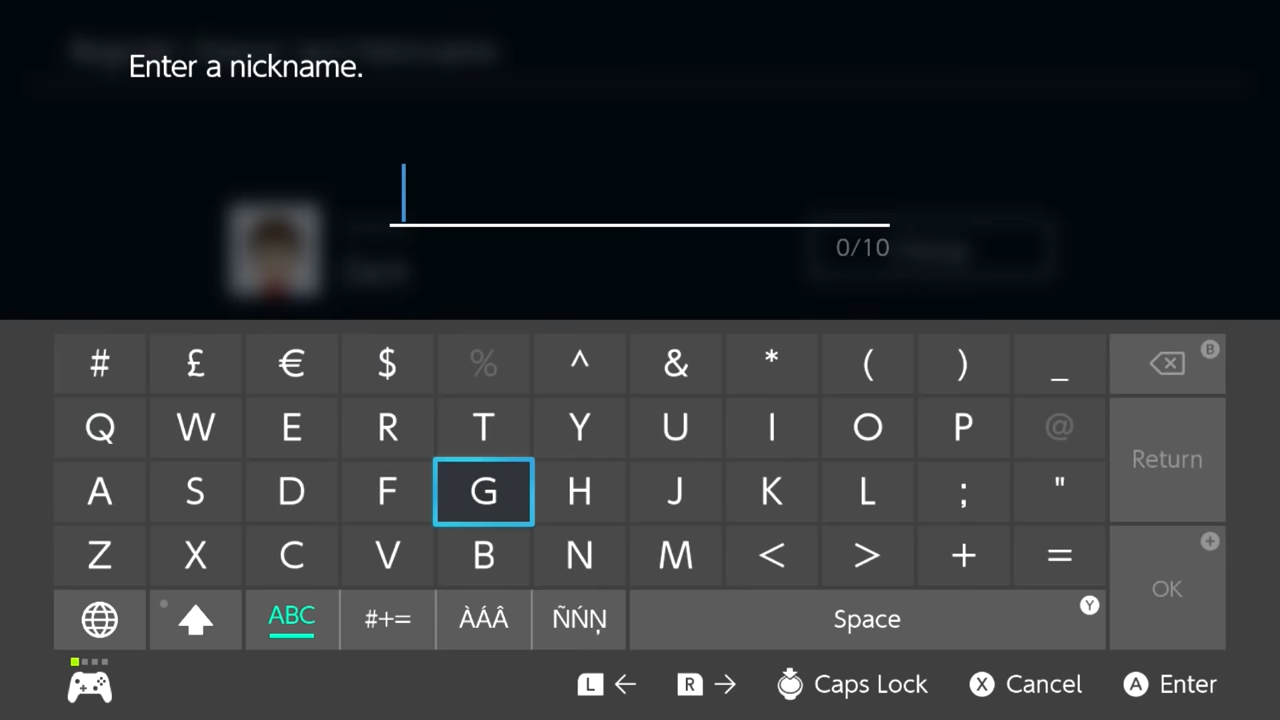 Enter a nickname.
0/10
# £ € $ % ^ & * ( ) _ B
Q W E R T Y U I O P @
Return
A S D F G H J K L ; "
Z X C V B N M < > + = +
OK
ABC #+= ÀÁÂ ÑŃŅ Space Y
L ← R → Caps Lock X Cancel A Enter